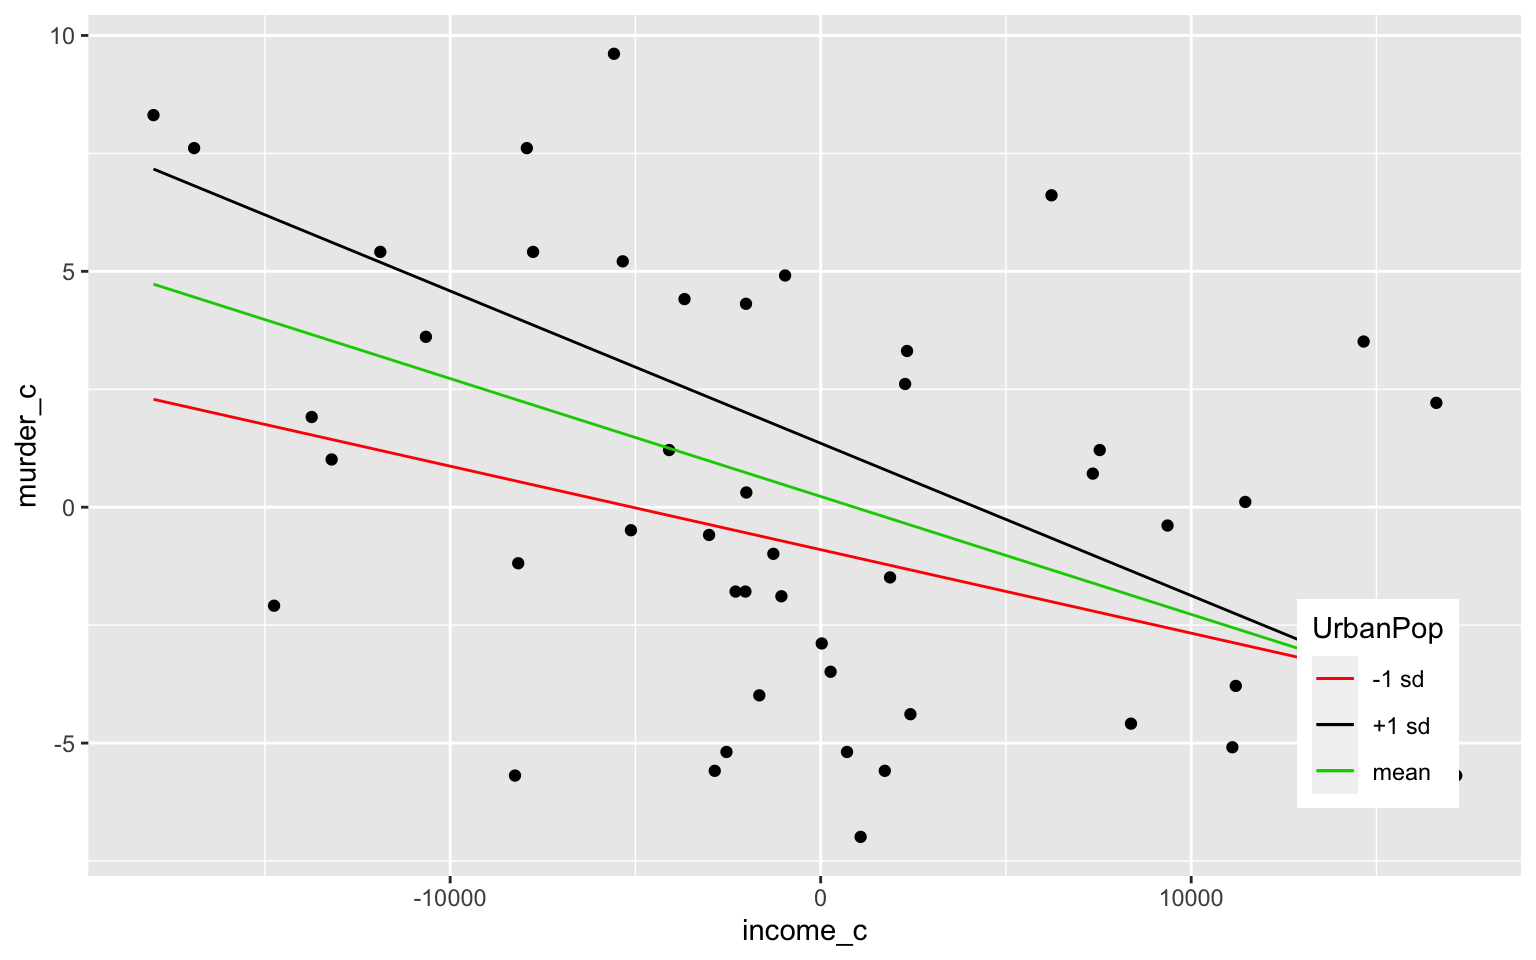 10
5
0
-5
murder_c
-10000
0
10000
income_c
UrbanPop
-1 sd
+1 sd
mean